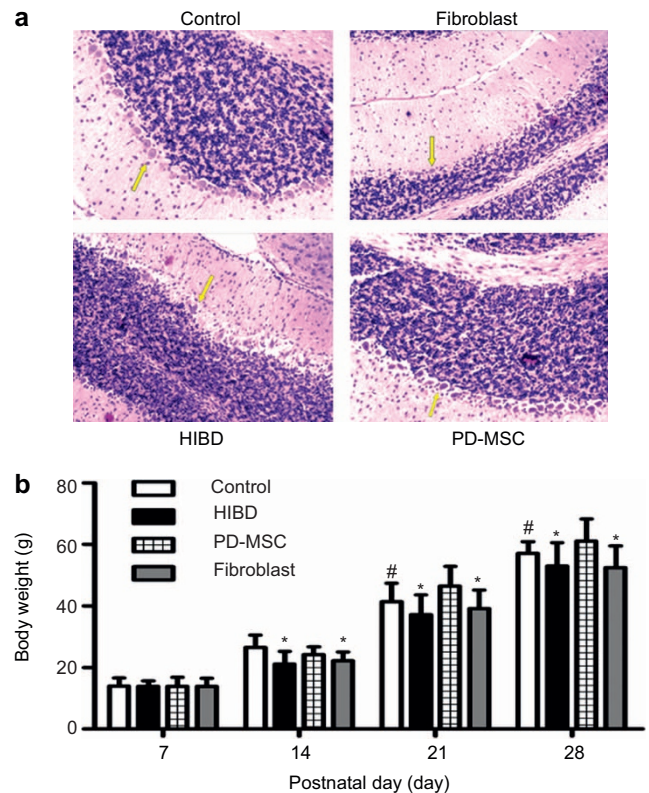 a
Control
Fibroblast
HIBD
PD-MSC
b
80
60
40
20
0
Body weight (g)
Control
HIBD
PD-MSC
Fibroblast
* *
# * *
# * *
7 14 21 28
Postnatal day (day)